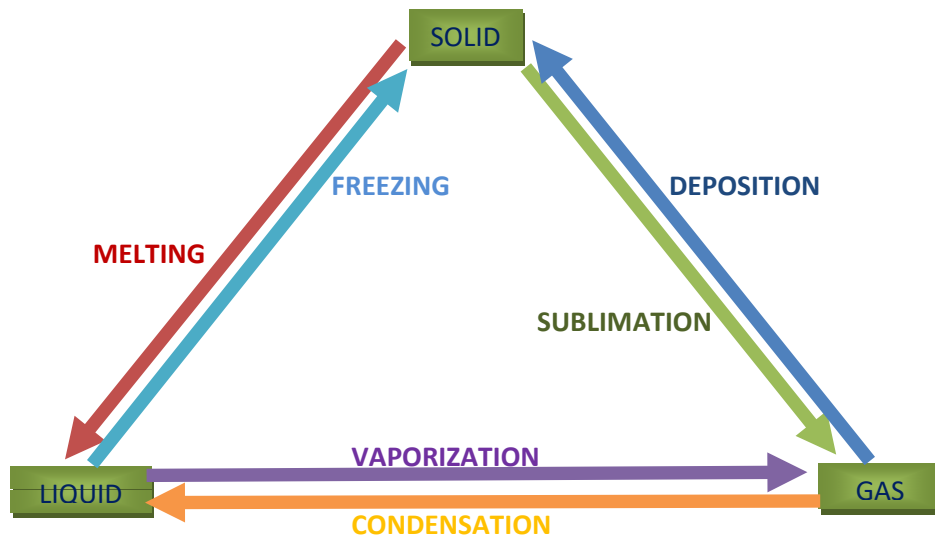 SOLID
FREEZING
DEPOSITION
MELTING
SUBLIMATION
VAPORIZATION
LIQUID
GAS
CONDENSATION